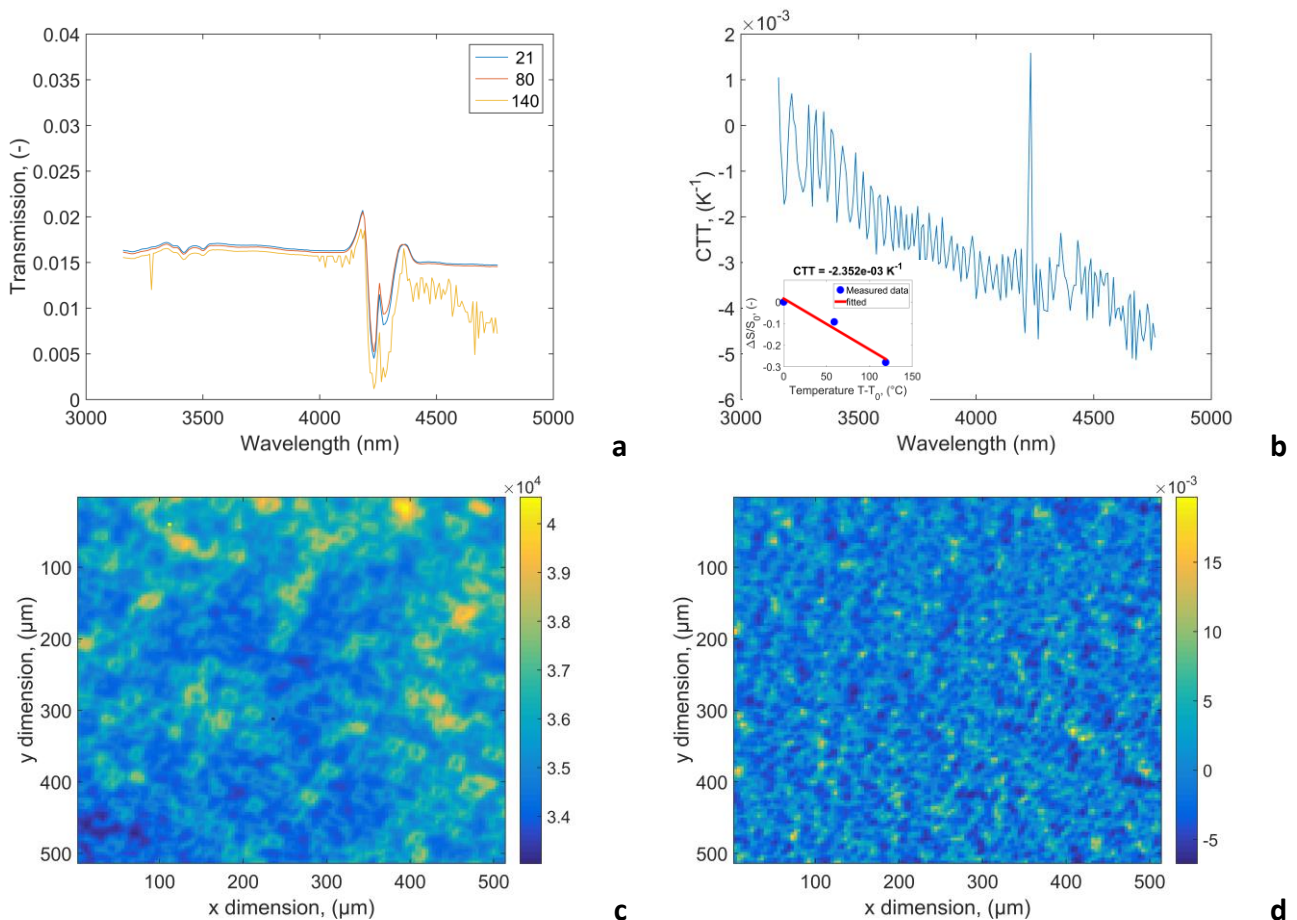 0.04
0.035
0.03
0.025
0.02
0.015
0.01
0.005
0
Transmission, (-)
21
80
140
3000 3500 4000 4500 5000
Wavelength (nm)
a
×10⁻³
2
1
0
-1
-2
-3
-4
-5
-6
CTT, (K⁻¹)
CTT = -2.352e-03 K⁻¹
Measured data
fitted
0
-0.1
-0.2
-0.3
ΔS/S₀, (-)
0 50 100 150
Temperature T-T₀, (°C)
3000 3500 4000 4500 5000
Wavelength (nm)
b
×10⁴
100
200
300
400
500
y dimension, (μm)
100 200 300 400 500
x dimension, (μm)
4
3.9
3.8
3.7
3.6
3.5
3.4
c
×10⁻³
100
200
300
400
500
y dimension, (μm)
100 200 300 400 500
x dimension, (μm)
15
10
5
0
-5
d